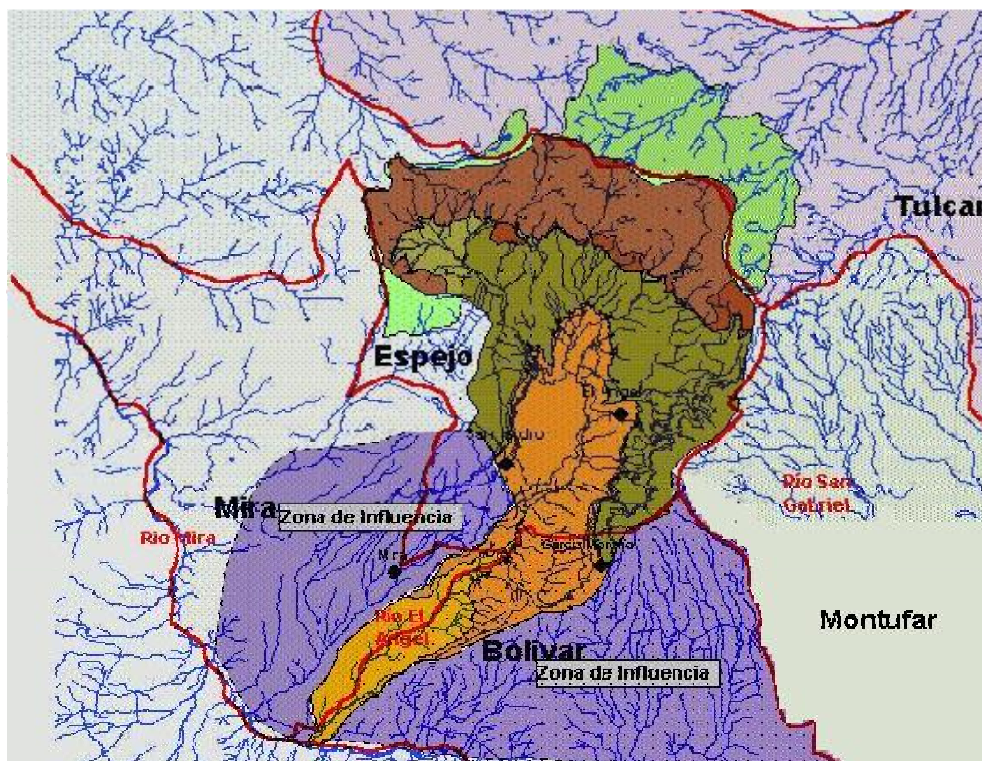 Tulcan
Espejo
Mira
Zona de Influencia
Rio San
Gabriel
Rio Mira
Mira
Montufar
Rio El
Angel
Bolivar
Zona de Influencia